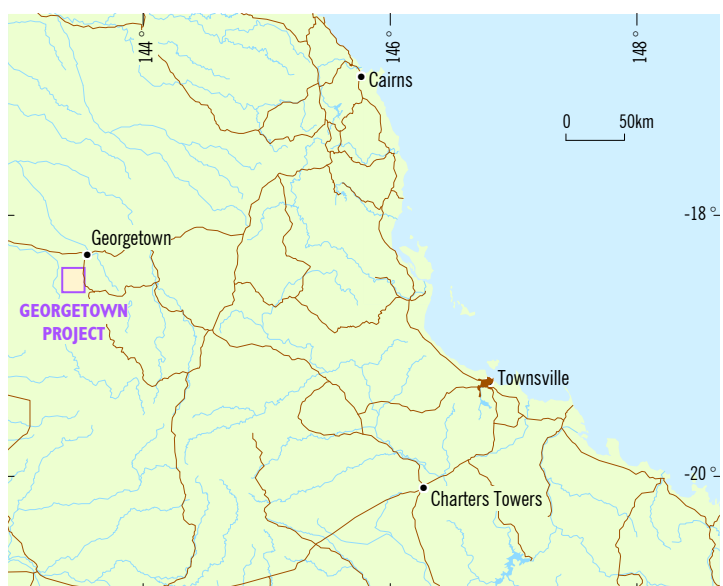 144°
146°
148°
Cairns
0 50km
-18°
Georgetown
GEORGETOWN
PROJECT
Townsville
-20°
Charters Towers